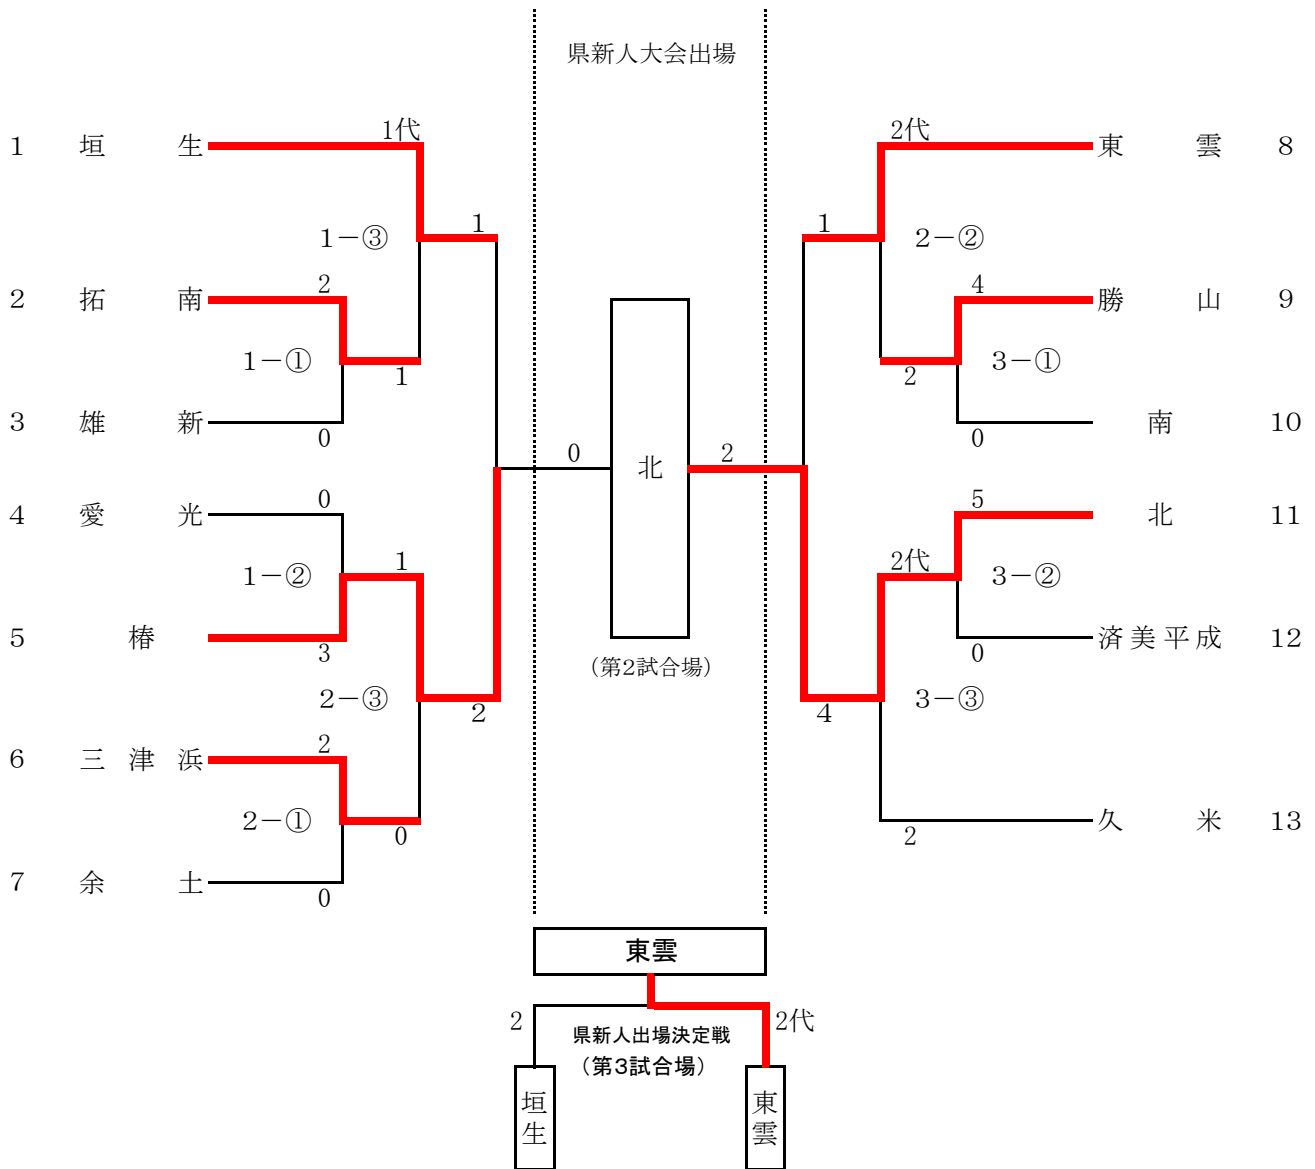 県新人大会出場
1 垣生 1代
2代 東雲 8
1-③ 1
1 2-②
2 拓南 2
4 勝山 9
1-① 1
2 3-①
3 雄新 0
0 南 10
0 北 2
4 愛光 0
5 北 11
1-② 1
2代 3-②
5 椿 3
0 済美平成 12
(第2試合場)
2-③ 2
4 3-③
6 三津浜 2
2-① 0
2 久米 13
7 余土 0
東雲
2 県新人出場決定戦 2代
(第3試合場)
垣生
東雲